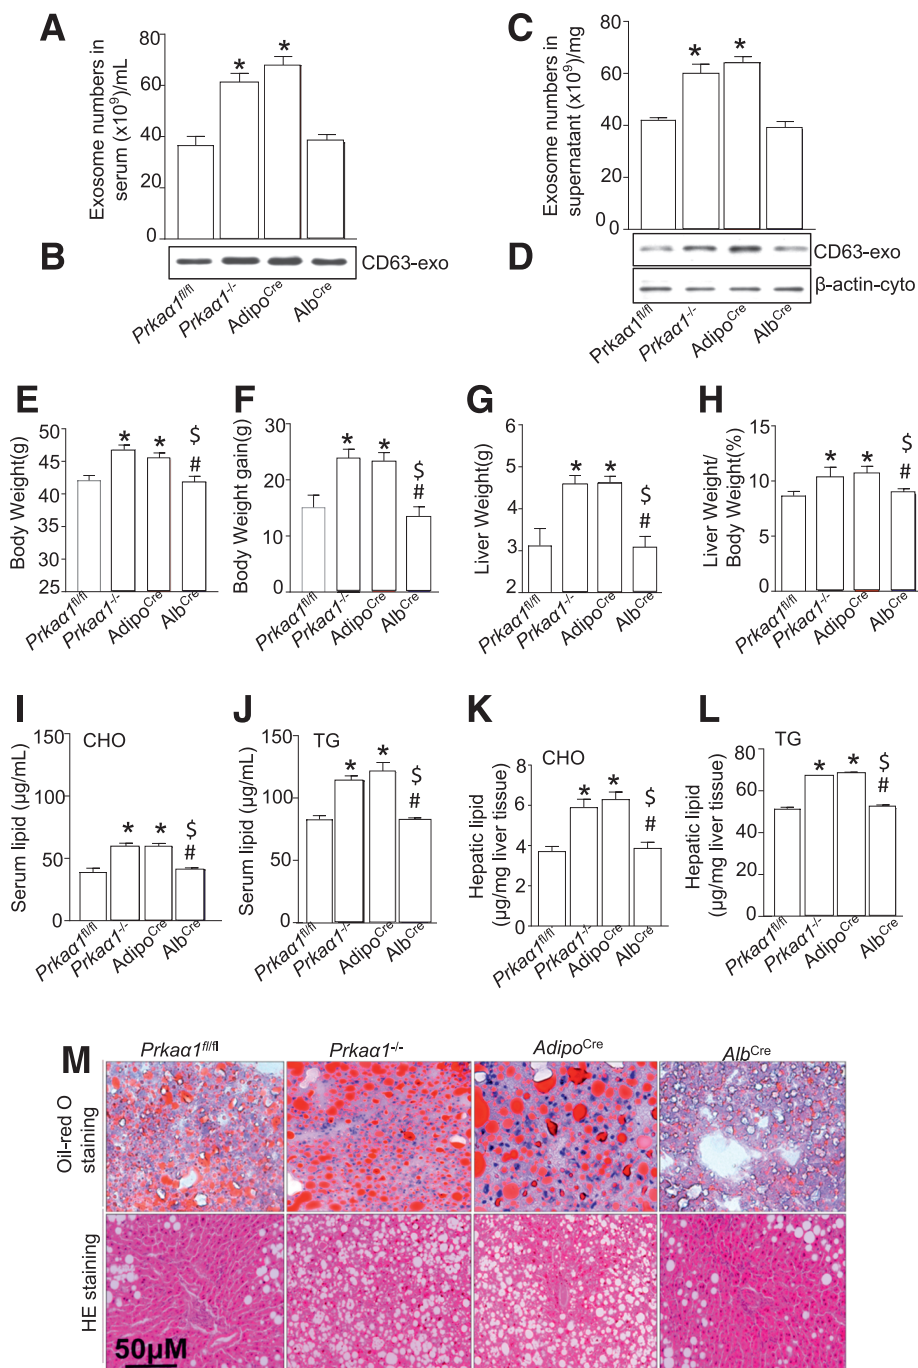 A
Exosome numbers in
serum (x10⁹)/mL
80
60
40
20
0
*
*
B
CD63-exo
Prkaα1fl/fl
Prkaα1-/-
AdipoCre
AlbCre
C
Exosome numbers in
supernatant (x10⁹)/mg
80
60
40
20
0
*
*
D
CD63-exo
β-actin-cyto
Prkaα1fl/fl
Prkaα1-/-
AdipoCre
AlbCre
E
Body Weight(g)
50
45
40
35
30
25
*
*
$
#
Prkaα1fl/fl
Prkaα1-/-
AdipoCre
AlbCre
F
Body Weight gain(g)
30
20
10
0
*
*
$
#
Prkaα1fl/fl
Prkaα1-/-
AdipoCre
AlbCre
G
Liver Weight(g)
6
5
4
3
2
*
*
$
#
Prkaα1fl/fl
Prkaα1-/-
AdipoCre
AlbCre
H
Liver Weight/
Body Weight(%)
15
10
5
0
*
*
$
#
Prkaα1fl/fl
Prkaα1-/-
AdipoCre
AlbCre
I
CHO
Serum lipid (µg/mL)
150
100
50
0
*
*
$
#
Prkaα1fl/fl
Prkaα1-/-
AdipoCre
AlbCre
J
TG
Serum lipid (µg/mL)
150
100
50
0
*
*
$
#
Prkaα1fl/fl
Prkaα1-/-
AdipoCre
AlbCre
K
CHO
Hepatic lipid
(µg/mg liver tissue)
8
6
4
2
0
*
*
$
#
Prkaα1fl/fl
Prkaα1-/-
AdipoCre
AlbCre
L
TG
Hepatic lipid
(µg/mg liver tissue)
80
60
40
20
0
*
*
$
#
Prkaα1fl/fl
Prkaα1-/-
AdipoCre
AlbCre
M
Prkaα1fl/fl
Prkaα1-/-
AdipoCre
AlbCre
Oil-red O
staining
HE staining
50µM